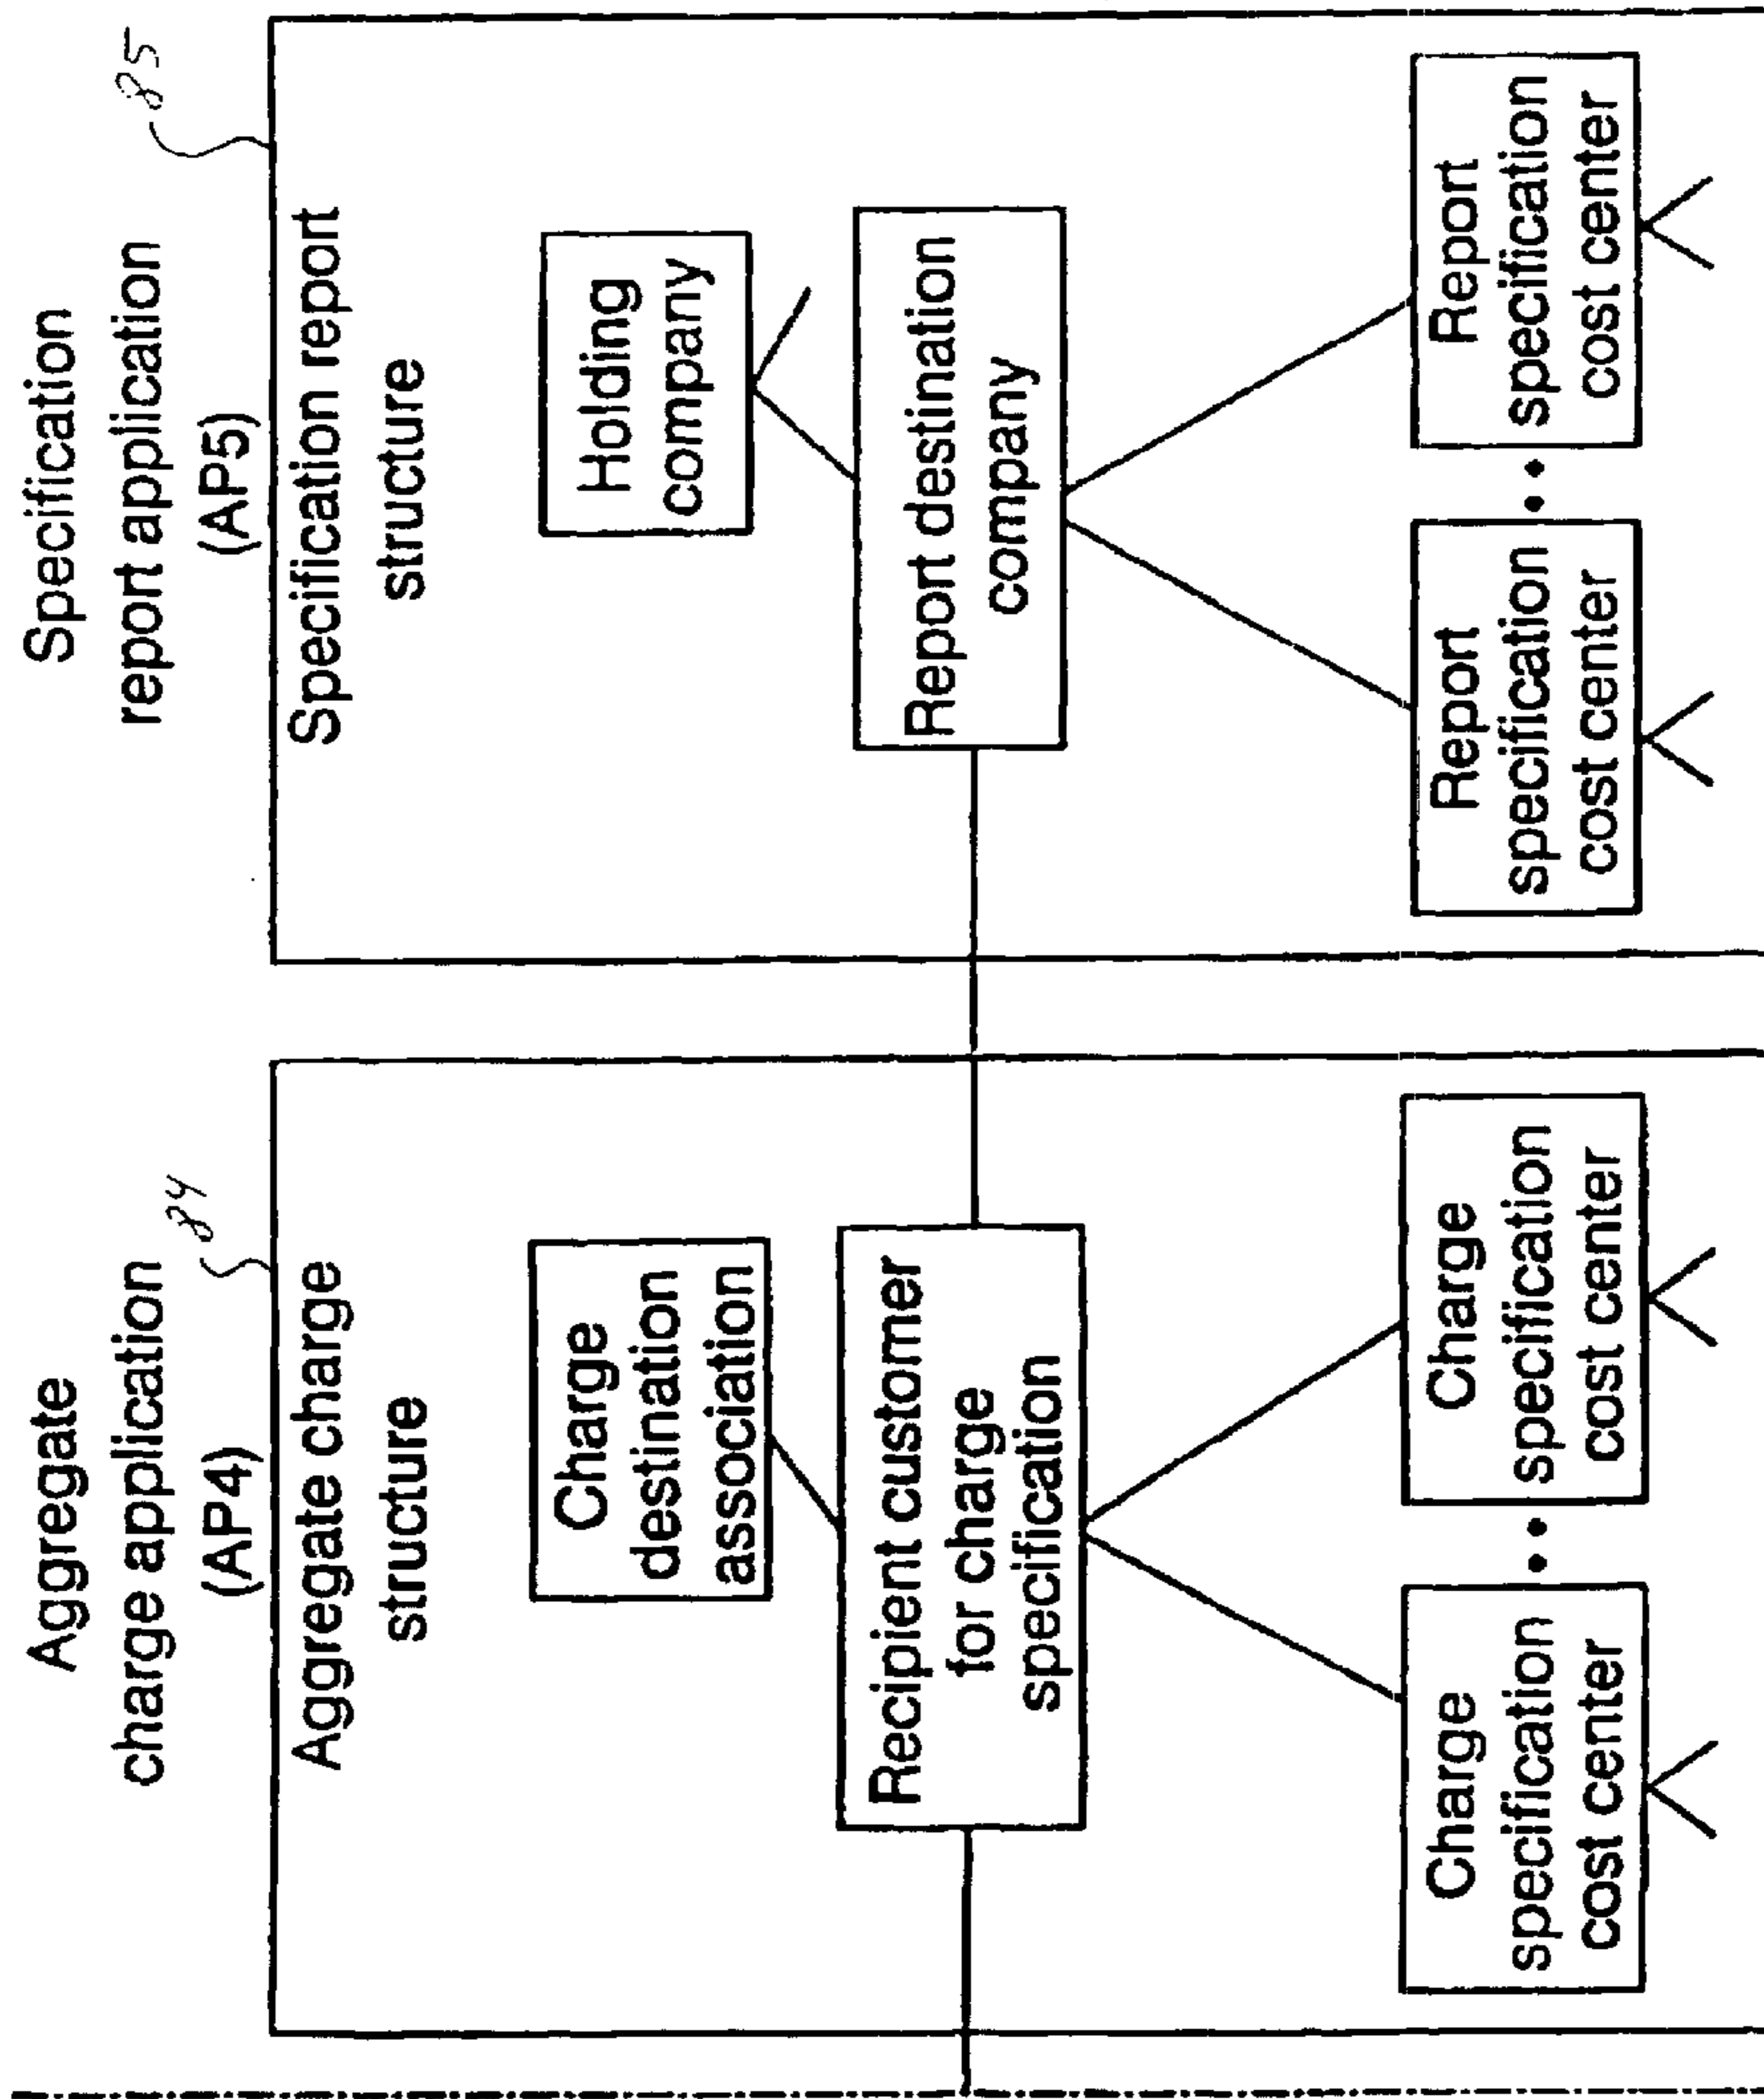 Aggregate
charge application
(AP4)
84
Aggregate charge
structure
Charge
destination
association
Recipient customer
for charge
specification
Charge
specification
cost center
Charge
specification
cost center
Specification
report application
(AP5)
85
Specification report
structure
Holding
company
Report destination
company
Report
specification
cost center
Report
specification
cost center